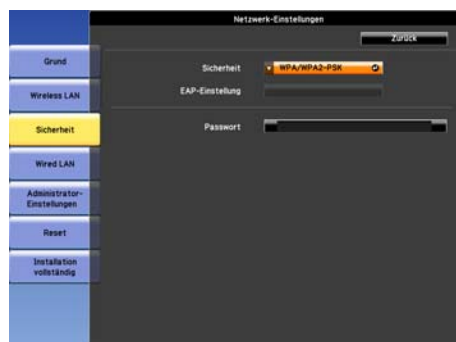 Netzwerk-Einstellungen
Zurück
Grund
Wireless LAN
Sicherheit
Wired LAN
Administrator-
Einstellungen
Reset
Installation
vollständig
Sicherheit
WPA/WPA2-PSK
EAP-Einstellung
Passwort